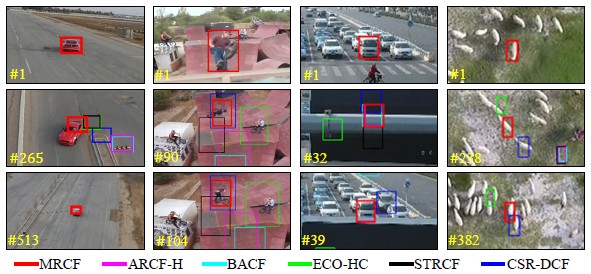 #1 #1 #1 #1
#265 #90 #32 #238
#513 #104 #39 #382
MRCF ARCF-H BACF ECO-HC STRCF CSR-DCF